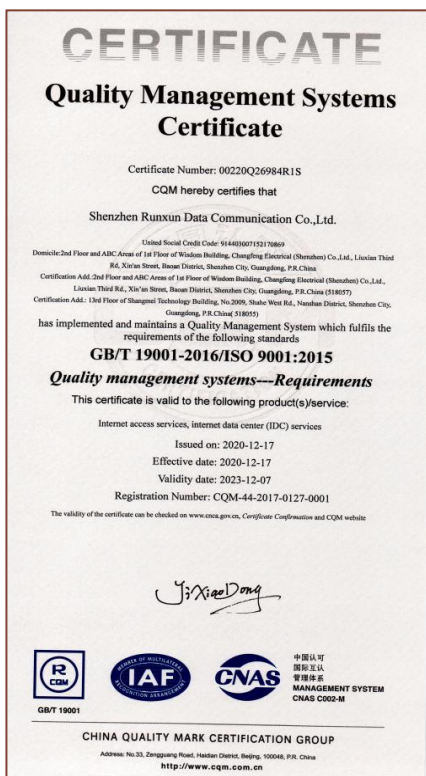 CERTIFICATE
Quality Management Systems
Certificate
Certificate Number: 00220Q26984R1S
CQM hereby certifies that
Shenzhen Runxun Data Communication Co.,Ltd.
United Social Credit Code: 914403007152170869
Domicile:2nd Floor and ABC Areas of 1st Floor of Wisdom Building, Changfeng Electrical (Shenzhen) Co., Ltd., Liuxian Third
Rd, Xin'an Street, Baoan District, Shenzhen City, Guangdong, P.R.China
Certification Add.:2nd Floor and ABC Areas of 1st Floor of Wisdom Building, Changfeng Electrical (Shenzhen) Co., Ltd.,
Liuxian Third Rd., Xin'an Street, Baoan District, Shenzhen City, Guangdong, P.R.China (518057)
Certification Add.: 13rd Floor of Shangmei Technology Building, No.2009, Shahe West Rd., Nanshan District, Shenzhen City,
Guangdong, P.R.China( 518055)
has implemented and maintains a Quality Management System which fulfils the
requirements of the following standards
GB/T 19001-2016/ISO 9001:2015
Quality management systems---Requirements
This certificate is valid to the following product(s)/service:
Internet access services, internet data center (IDC) services
Issued on: 2020-12-17
Effective date: 2020-12-17
Validity date: 2023-12-07
Registration Number: CQM-44-2017-0127-0001
The validity of the certificate can be checked on www.cnca.gov.cn, Certificate Confirmation and CQM website
Ji XiaoDong
R
CQM
GB/T 19001
MEMBER OF MULTILATERAL
IAF
RECOGNITION ARRANGEMENT
CNAS
中国认可
国际互认
管理体系
MANAGEMENT SYSTEM
CNAS C002-M
CHINA QUALITY MARK CERTIFICATION GROUP
Address: No.33, Zengguang Road, Haidian District, Beijing, 100048, P.R. China
http://www.cqm.com.cn